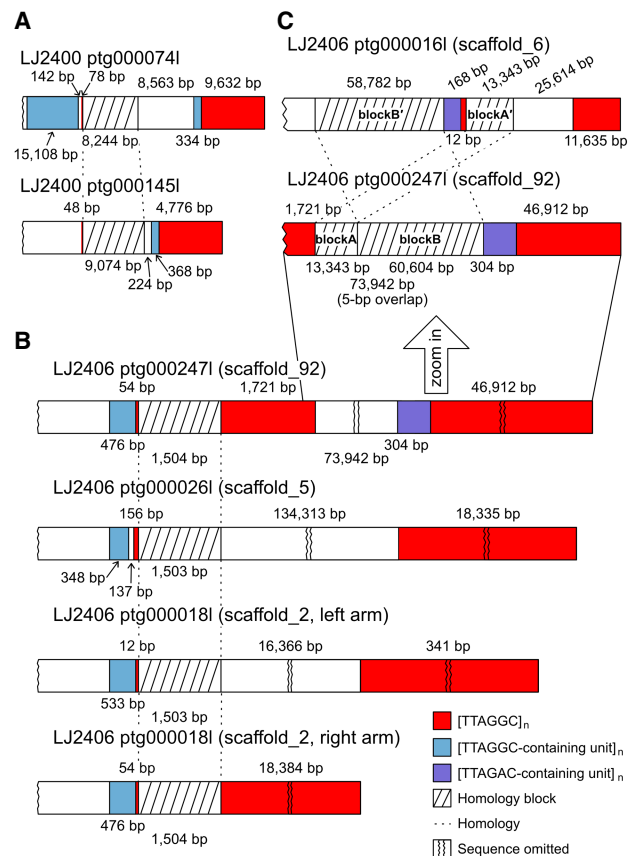 A
LJ2400 ptg000074l
142 bp 78 bp 8,563 bp 9,632 bp
15,108 bp 8,244 bp 334 bp
LJ2400 ptg000145l
48 bp 4,776 bp
9,074 bp 224 bp 368 bp
C
LJ2406 ptg000016l (scaffold_6)
58,782 bp 168 bp 13,343 bp 25,614 bp
blockB′ blockA′
12 bp 11,635 bp
LJ2406 ptg000247l (scaffold_92)
1,721 bp 46,912 bp
blockA blockB
13,343 bp 60,604 bp 304 bp
73,942 bp
(5-bp overlap)
zoom in
B
LJ2406 ptg000247l (scaffold_92)
54 bp 1,721 bp 46,912 bp
476 bp 304 bp
1,504 bp 73,942 bp
LJ2406 ptg000026l (scaffold_5)
156 bp 134,313 bp 18,335 bp
348 bp 137 bp 1,503 bp
LJ2406 ptg000018l (scaffold_2, left arm)
12 bp 16,366 bp 341 bp
533 bp
1,503 bp
LJ2406 ptg000018l (scaffold_2, right arm)
54 bp 18,384 bp
476 bp
1,504 bp
[TTAGGC]n
[TTAGGC-containing unit]n
[TTAGAC-containing unit]n
Homology block
Homology
Sequence omitted